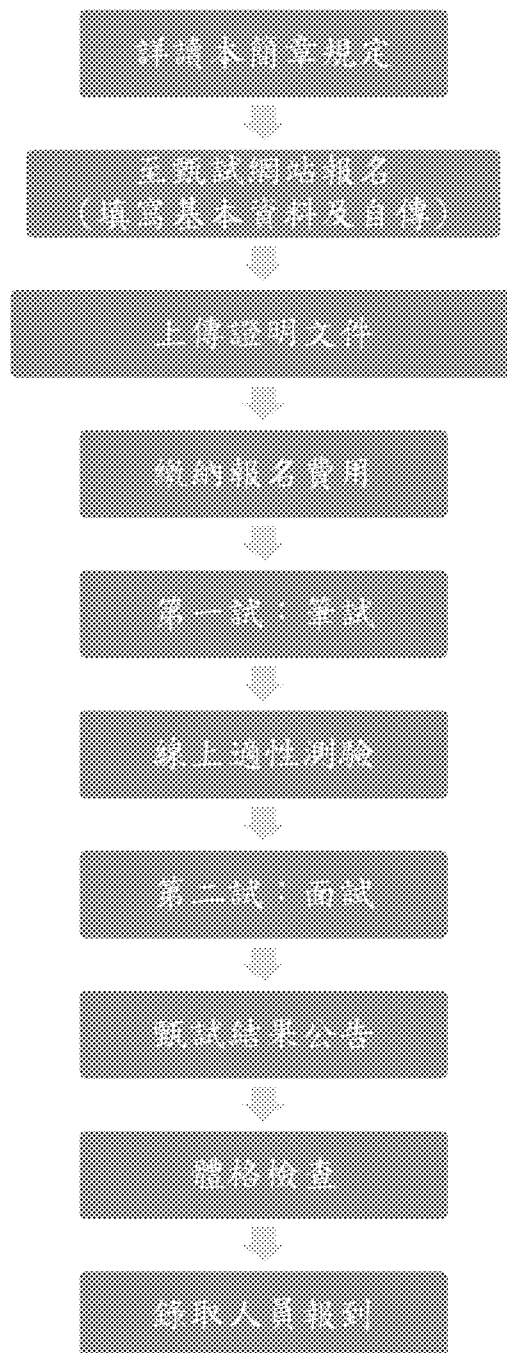 詳讀本簡章規定
至甄試網站報名
(填寫基本資料及自傳)
上傳證明文件
繳納報名費用
第一試：筆試
線上適性測驗
第二試：面試
甄試結果公告
體格檢查
錄取人員報到